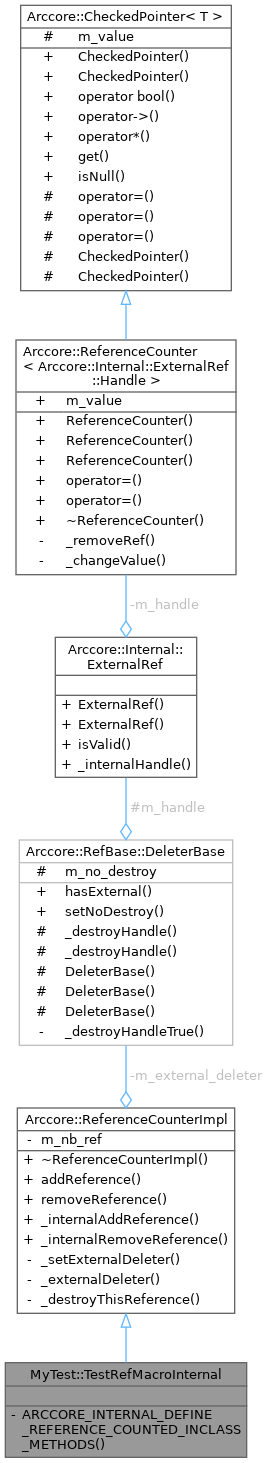 Arccore::CheckedPointer< T >
# m_value
+ CheckedPointer()
+ CheckedPointer()
+ operator bool()
+ operator->()
+ operator*()
+ get()
+ isNull()
# operator=()
# operator=()
# operator=()
# CheckedPointer()
# CheckedPointer()
Arccore::ReferenceCounter
< Arccore::Internal::ExternalRef
::Handle >
+ m_value
+ ReferenceCounter()
+ ReferenceCounter()
+ ReferenceCounter()
+ operator=()
+ operator=()
+ ~ReferenceCounter()
- _removeRef()
- _changeValue()
-m_handle
Arccore::Internal::
ExternalRef
+ ExternalRef()
+ ExternalRef()
+ isValid()
+ _internalHandle()
#m_handle
Arccore::RefBase::DeleterBase
# m_no_destroy
+ hasExternal()
+ setNoDestroy()
# _destroyHandle()
# _destroyHandle()
# DeleterBase()
# DeleterBase()
# DeleterBase()
- _destroyHandleTrue()
-m_external_deleter
Arccore::ReferenceCounterImpl
- m_nb_ref
+ ~ReferenceCounterImpl()
+ addReference()
+ removeReference()
+ _internalAddReference()
+ _internalRemoveReference()
- _setExternalDeleter()
- _externalDeleter()
- _destroyThisReference()
MyTest::TestRefMacroInternal
- ARCCORE_INTERNAL_DEFINE
_REFERENCE_COUNTED_INCLASS
_METHODS()